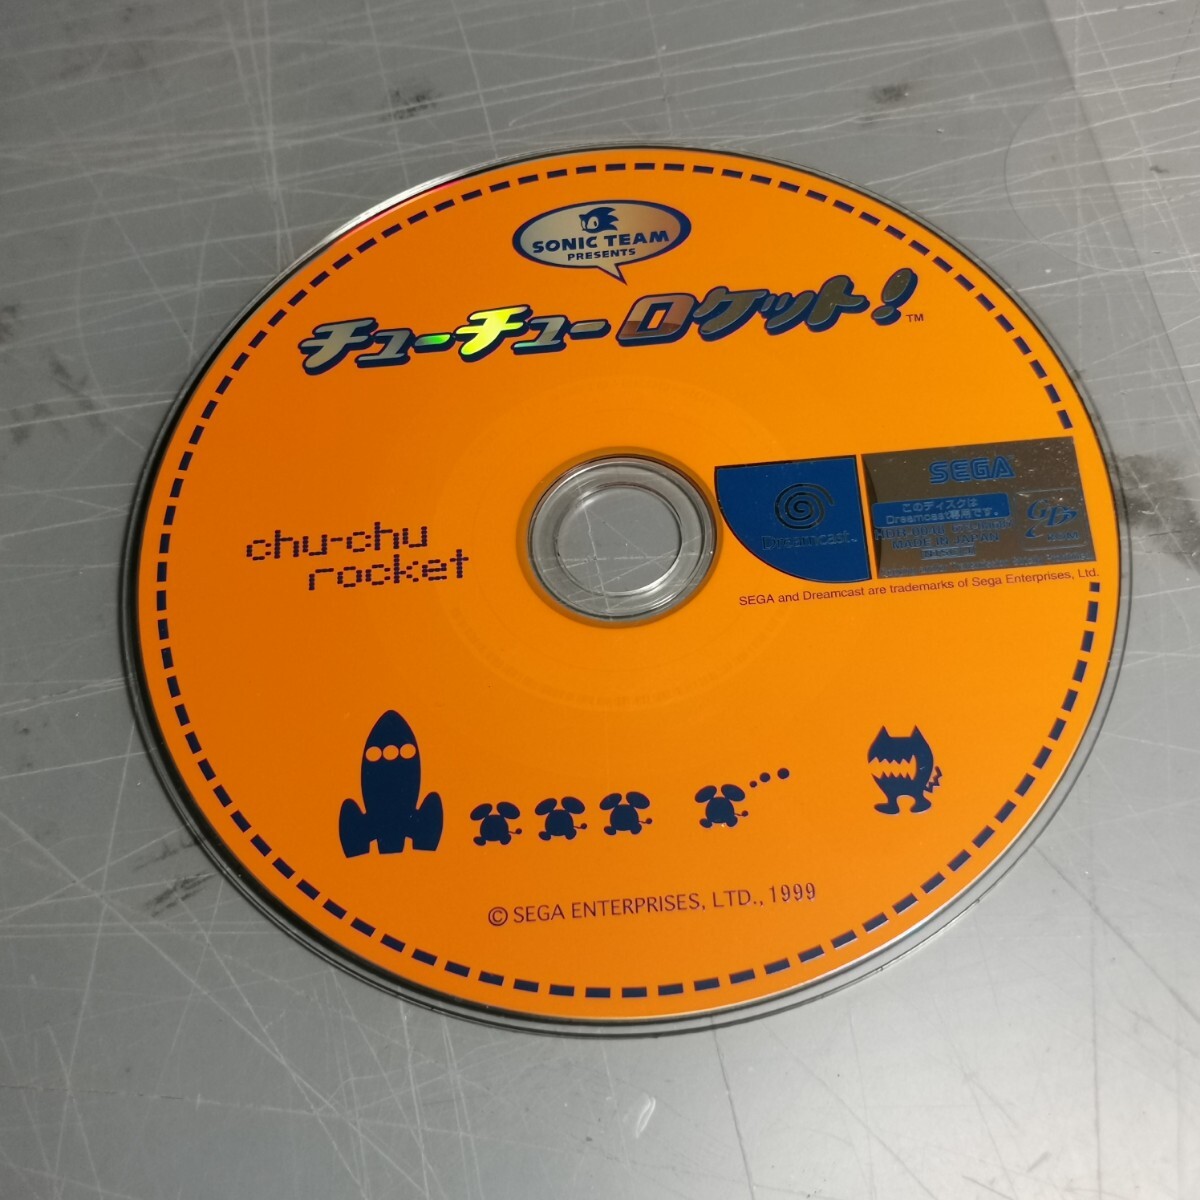 SONIC TEAM
PRESENTS
チューチューロケット!™
chu-chu
rocket
Dreamcast™
SEGA
このディスクは
Dreamcast専用です。
MADE IN JAPAN
SEGA and Dreamcast are trademarks of Sega Enterprises, Ltd.
© SEGA ENTERPRISES, LTD., 1999